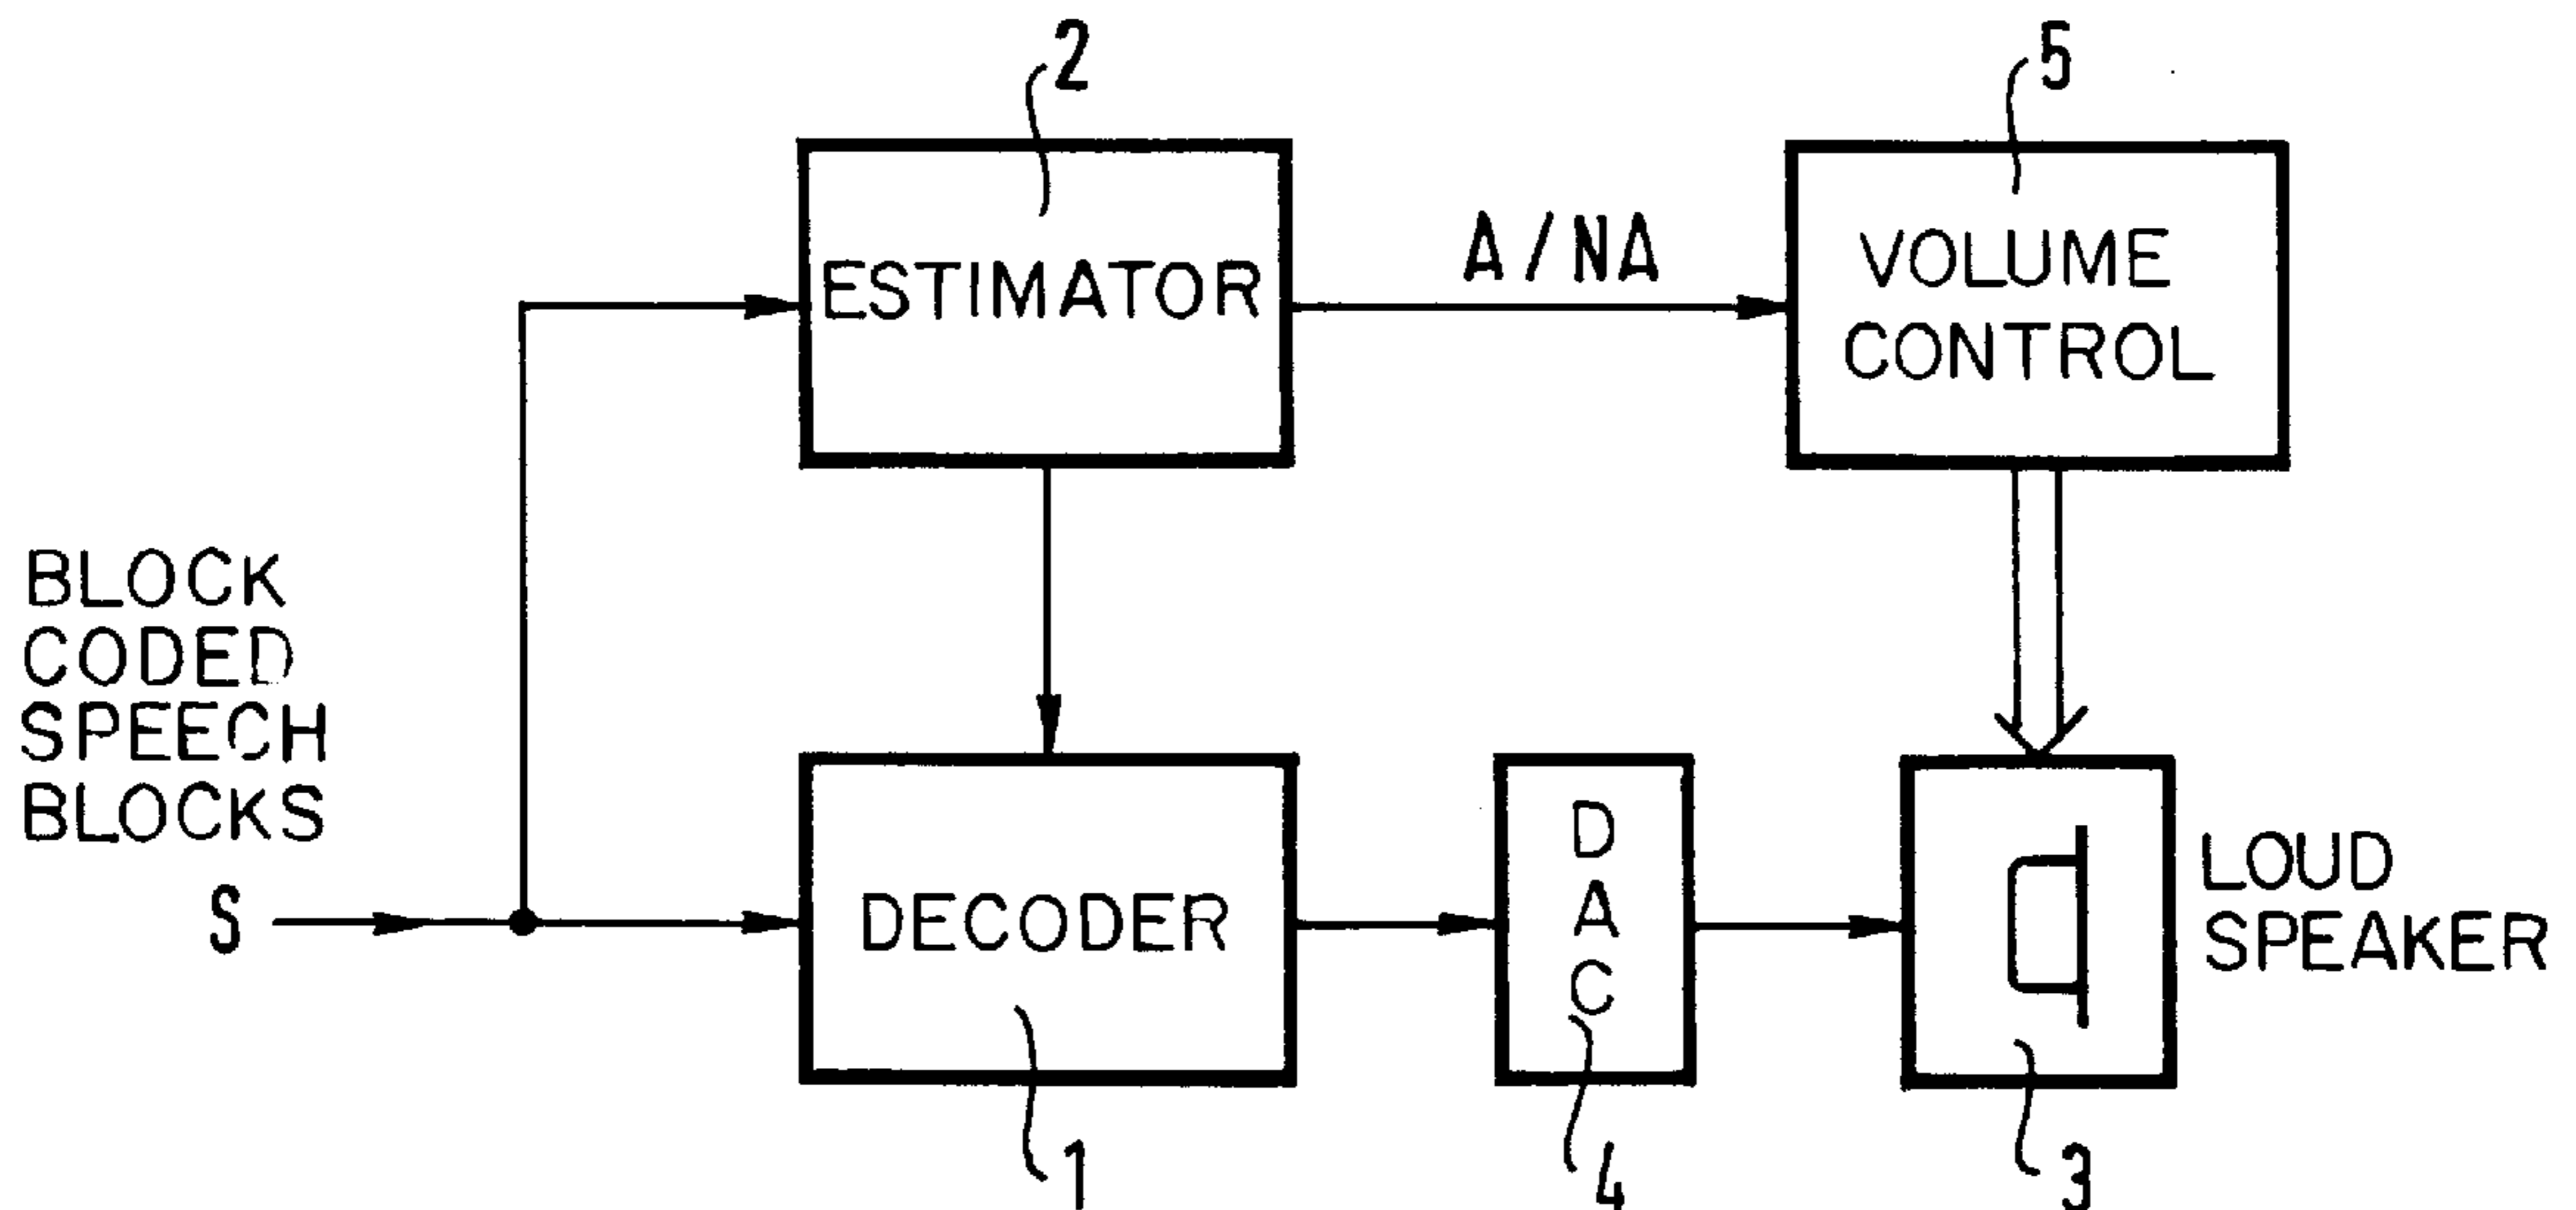 2
5
ESTIMATOR
A / NA
VOLUME
CONTROL
BLOCK
CODED
SPEECH
BLOCKS
S
DECODER
D
A
C
LOUD
SPEAKER
1
4
3